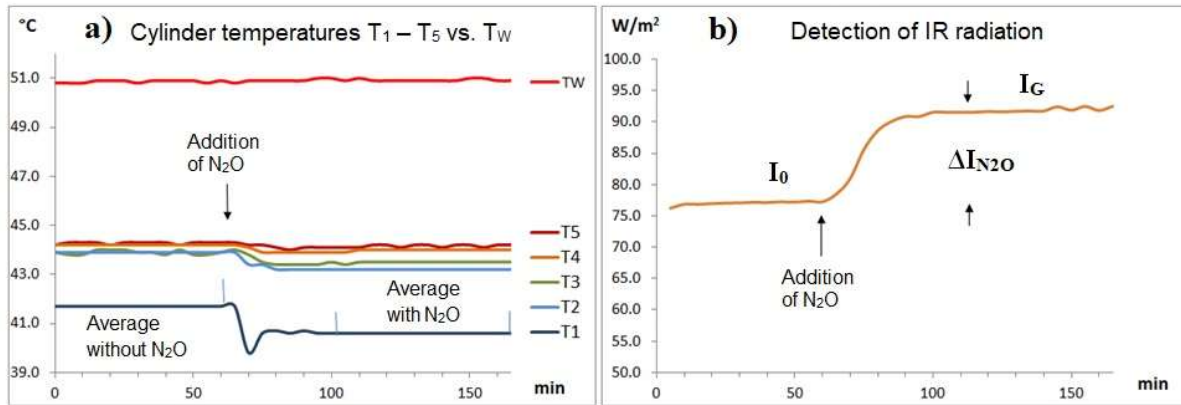 a) Cylinder temperatures T₁ – T₅ vs. T_W
°C
51.0
49.0
47.0
45.0
43.0
41.0
39.0
Addition
of N₂O
Average
without N₂O
Average
with N₂O
TW
T5
T4
T3
T2
T1
0
50
100
150
min
b) Detection of IR radiation
W/m²
100.0
95.0
90.0
85.0
80.0
75.0
70.0
65.0
60.0
55.0
50.0
I₀
I_G
ΔI_N2O
Addition
of N₂O
0
50
100
150
min